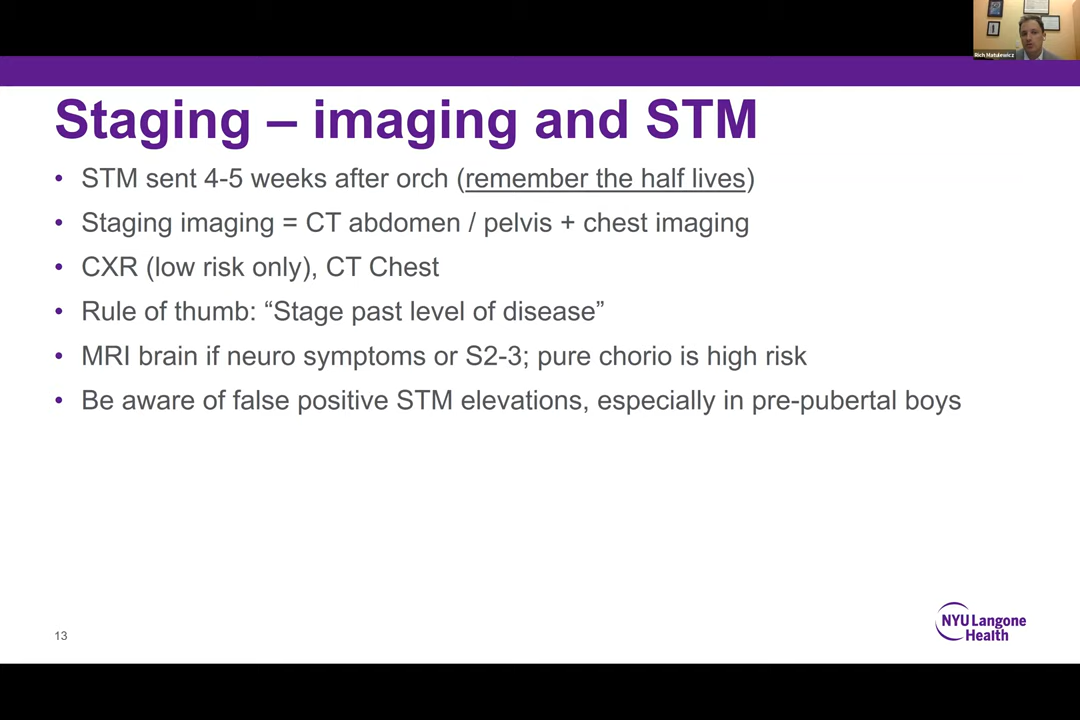 Rich Matulewicz
Staging – imaging and STM
• STM sent 4-5 weeks after orch (remember the half lives)
• Staging imaging = CT abdomen / pelvis + chest imaging
• CXR (low risk only), CT Chest
• Rule of thumb: “Stage past level of disease”
• MRI brain if neuro symptoms or S2-3; pure chorio is high risk
• Be aware of false positive STM elevations, especially in pre-pubertal boys
13
NYU Langone
Health